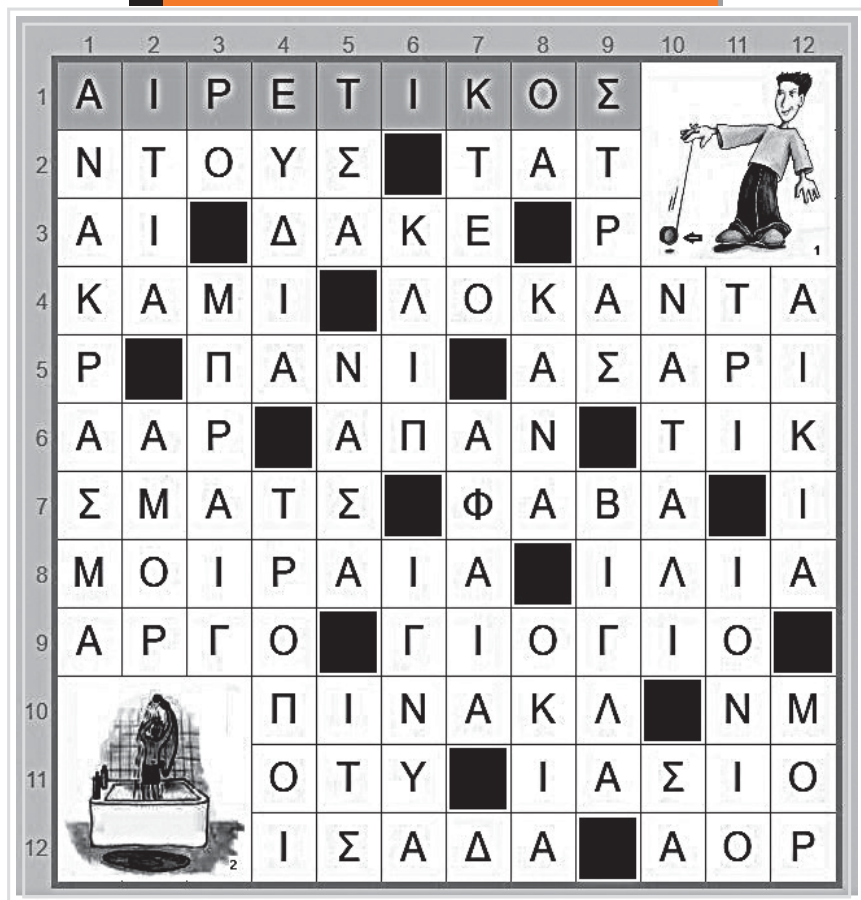 1 2 3 4 5 6 7 8 9 10 11 12
1 Α Ι Ρ Ε Τ Ι Κ Ο Σ
2 Ν Τ Ο Υ Σ Τ Α Τ
3 Α Ι Δ Α Κ Ε Ρ
1
4 Κ Α Μ Ι Λ Ο Κ Α Ν Τ Α
5 Ρ Π Α Ν Ι Α Σ Α Ρ Ι
6 Α Α Ρ Α Π Α Ν Τ Ι Κ
7 Σ Μ Α Τ Σ Φ Α Β Α Ι
8 Μ Ο Ι Ρ Α Ι Α Ι Λ Ι Α
9 Α Ρ Γ Ο Γ Ι Ο Γ Ι Ο
10 Π Ι Ν Α Κ Λ Ν Μ
11 Ο Τ Υ Ι Α Σ Ι Ο
12 Ι Σ Α Δ Α Α Ο Ρ
2